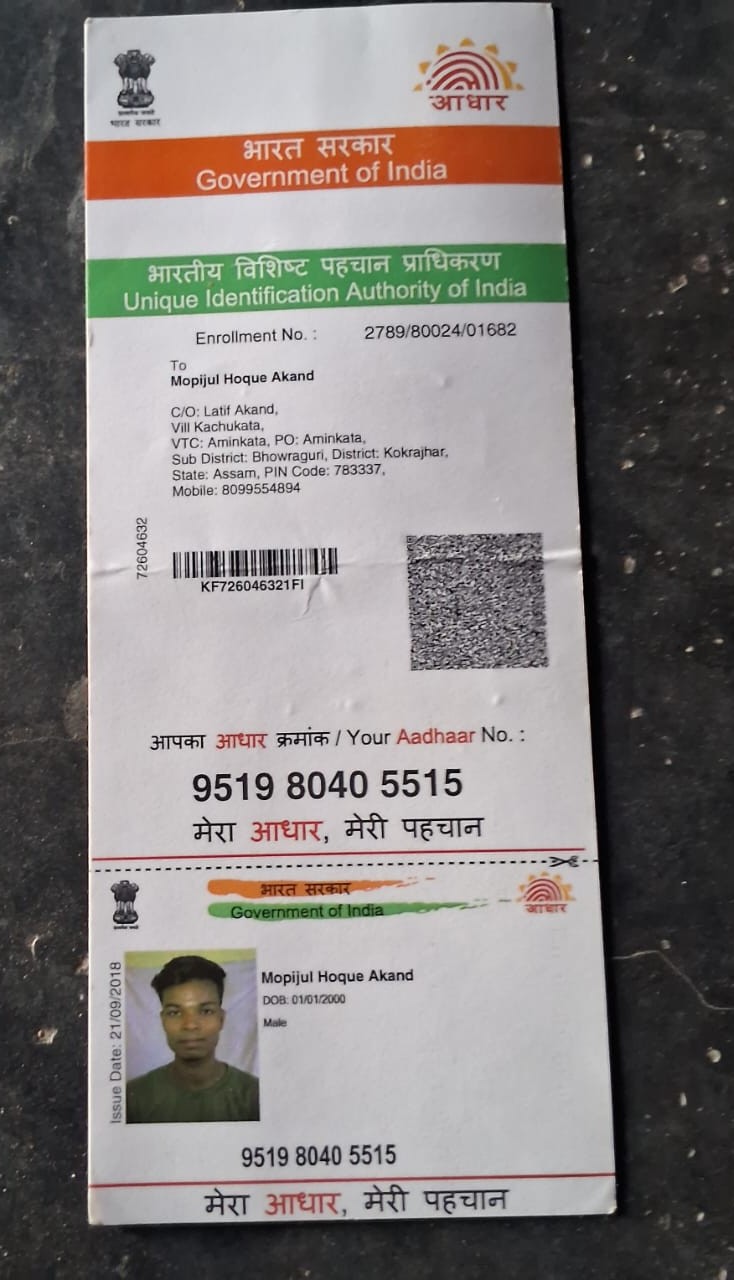 भारत सरकार
आधार
भारत सरकार
Government of India
भारतीय विशिष्ट पहचान प्राधिकरण
Unique Identification Authority of India
Enrollment No. : 2789/80024/01682
To
Mopijul Hoque Akand
C/O: Latif Akand,
Vill Kachukata,
VTC: Aminkata, PO: Aminkata,
Sub District: Bhowraguri, District: Kokrajhar,
State: Assam, PIN Code: 783337,
Mobile: 8099554894
72604632
KF726046321FI
आपका आधार क्रमांक / Your Aadhaar No. :
9519 8040 5515
मेरा आधार, मेरी पहचान
भारत सरकार
Government of India
आधार
Issue Date: 21/09/2018
Mopijul Hoque Akand
DOB: 01/01/2000
Male
9519 8040 5515
मेरा आधार, मेरी पहचान